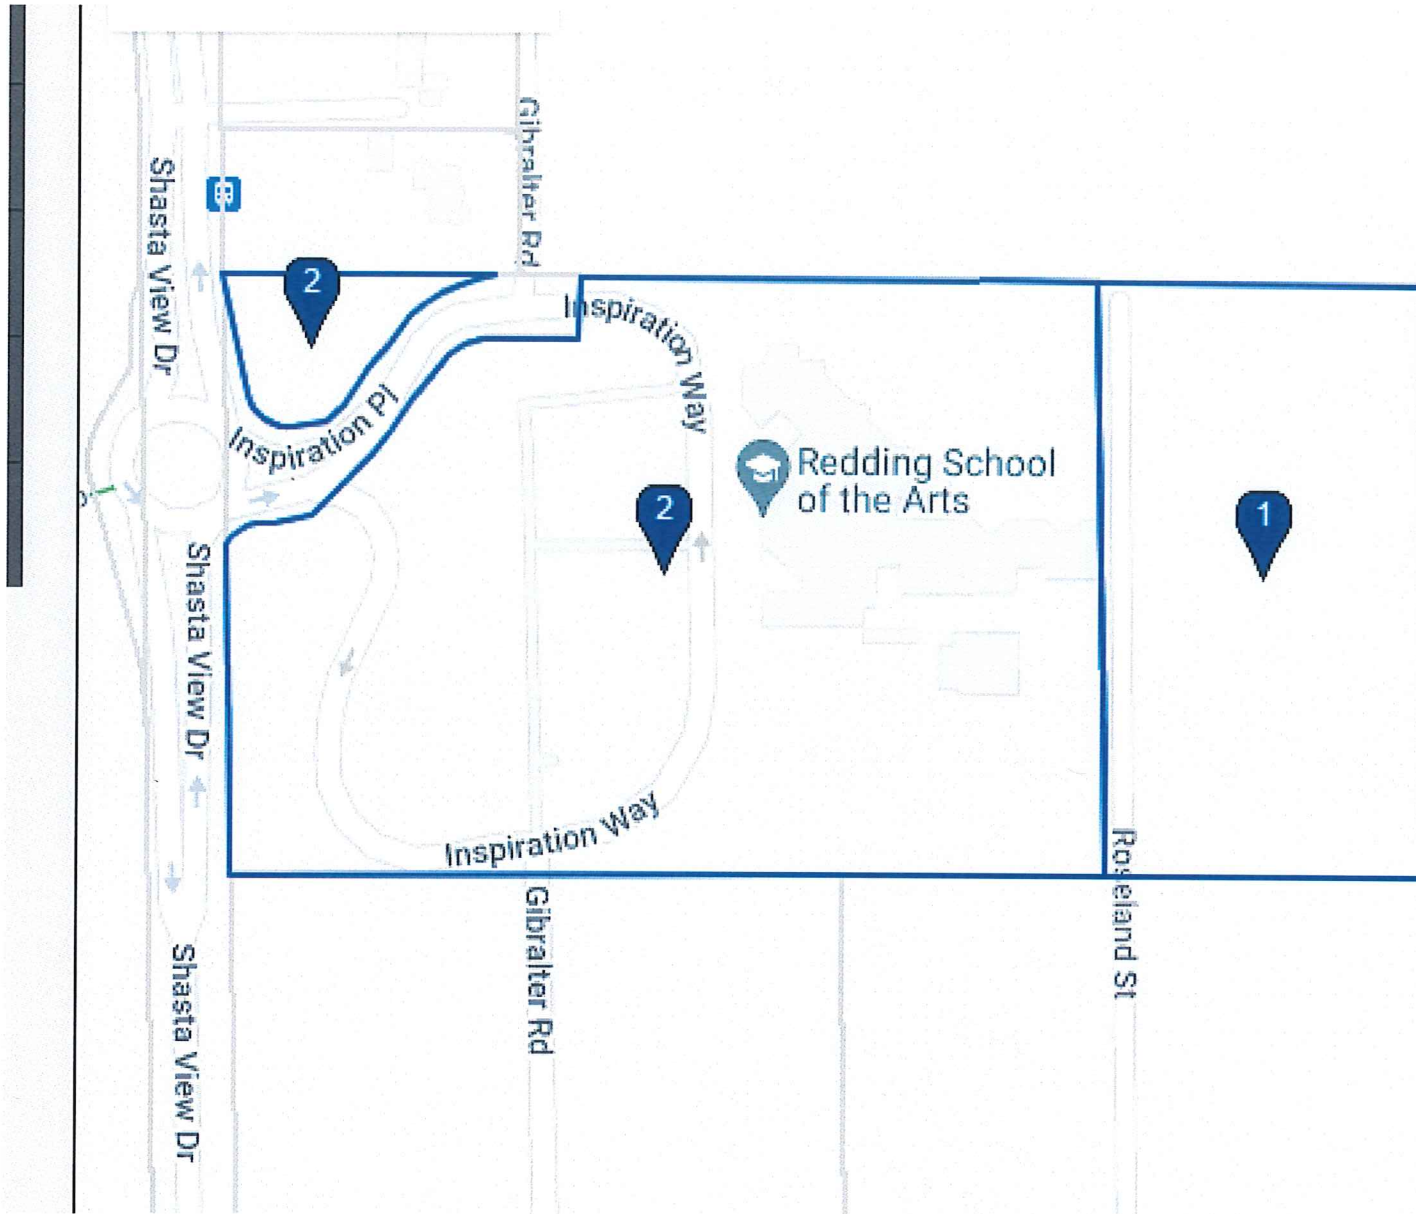 Gibralter Rd
Shasta View Dr
2
Inspiration Way
Inspiration Pl
Redding School
of the Arts
2
1
Shasta View Dr
Inspiration Way
Roseland St
Gibralter Rd
Shasta View Dr